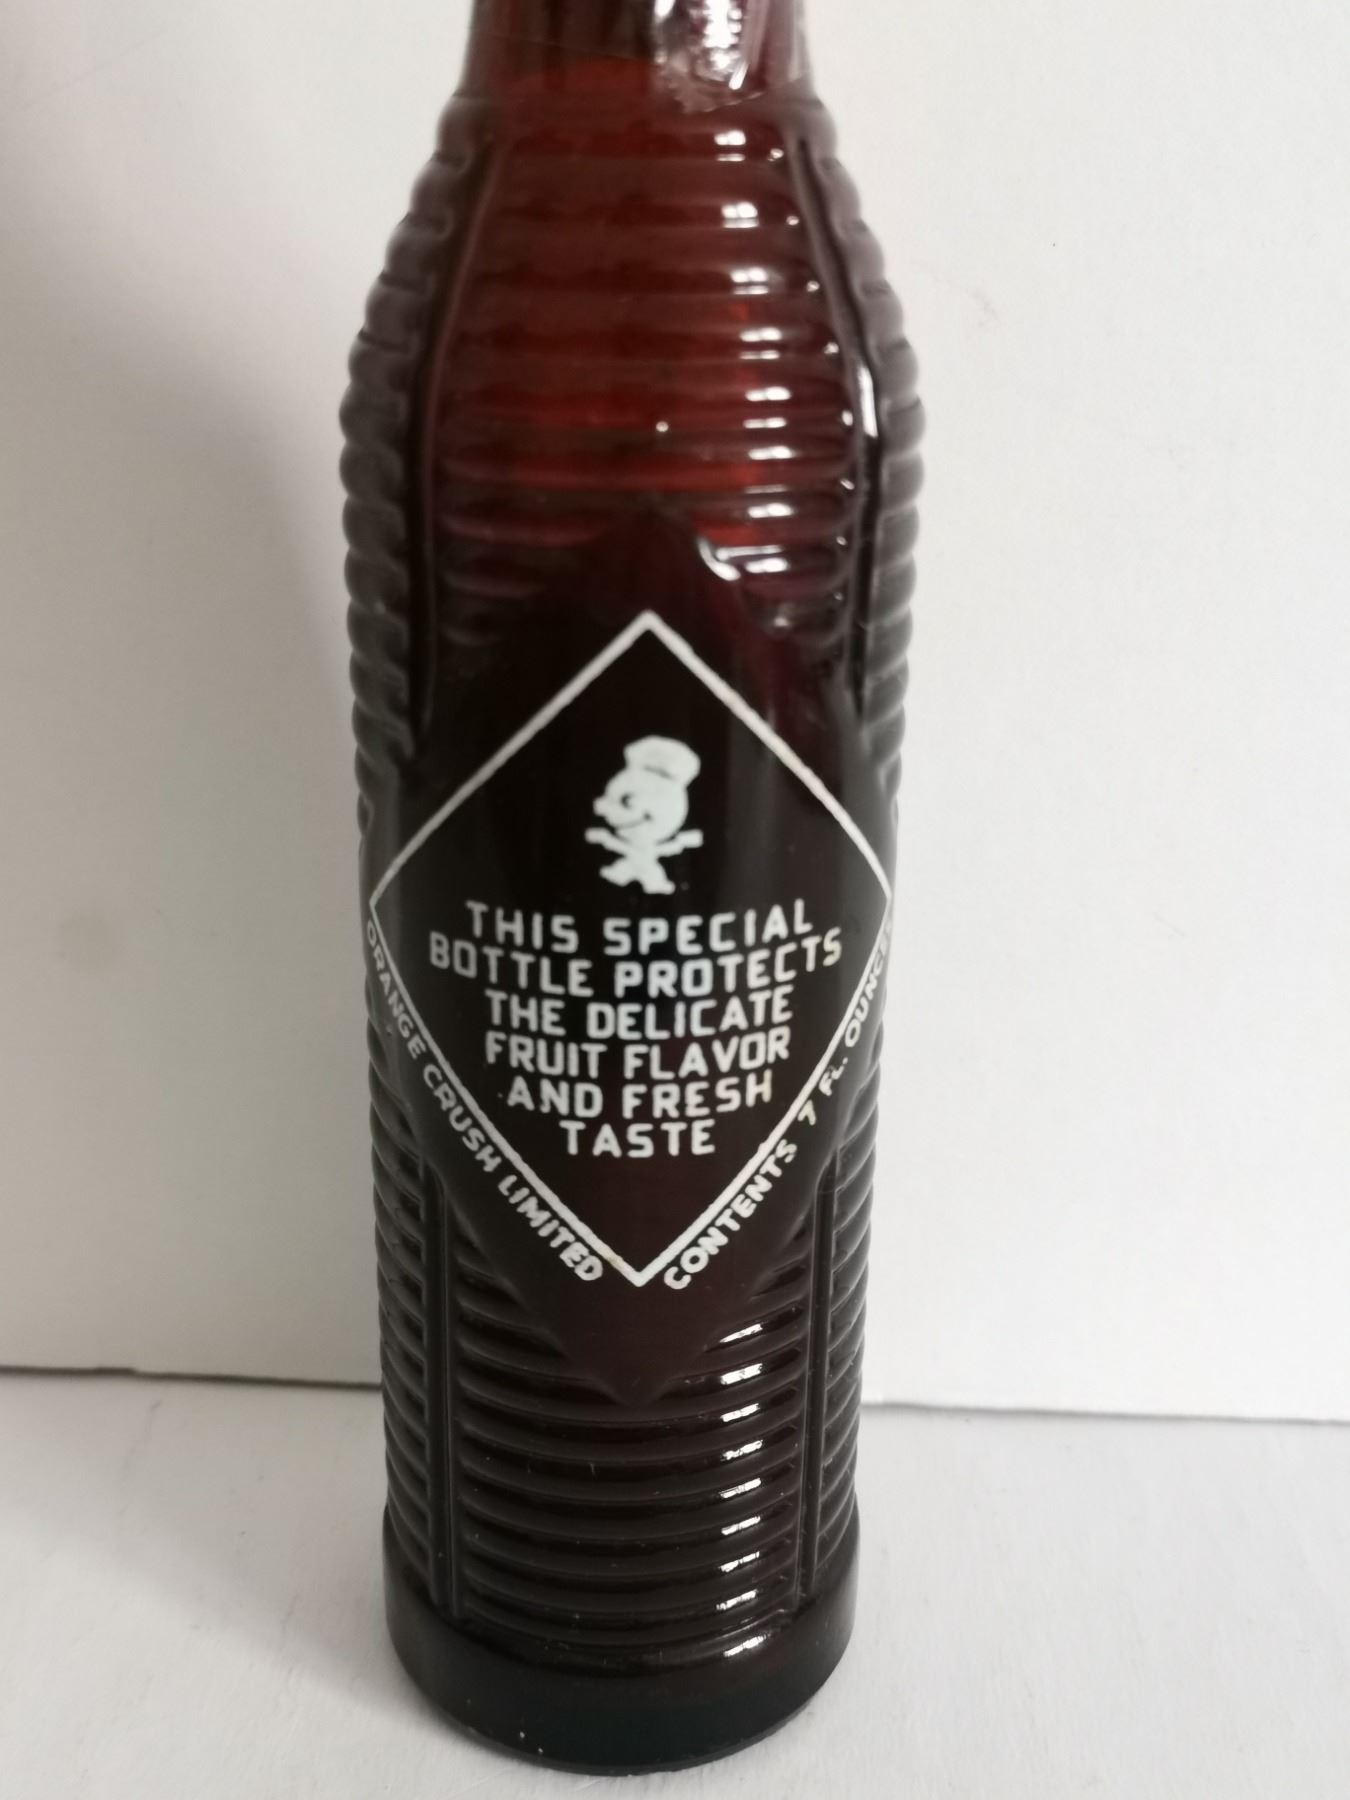 THIS SPECIAL
BOTTLE PROTECTS
THE DELICATE
FRUIT FLAVOR
AND FRESH
TASTE
ORANGE CRUSH LIMITED
CONTENTS 7 FL. OUNCES